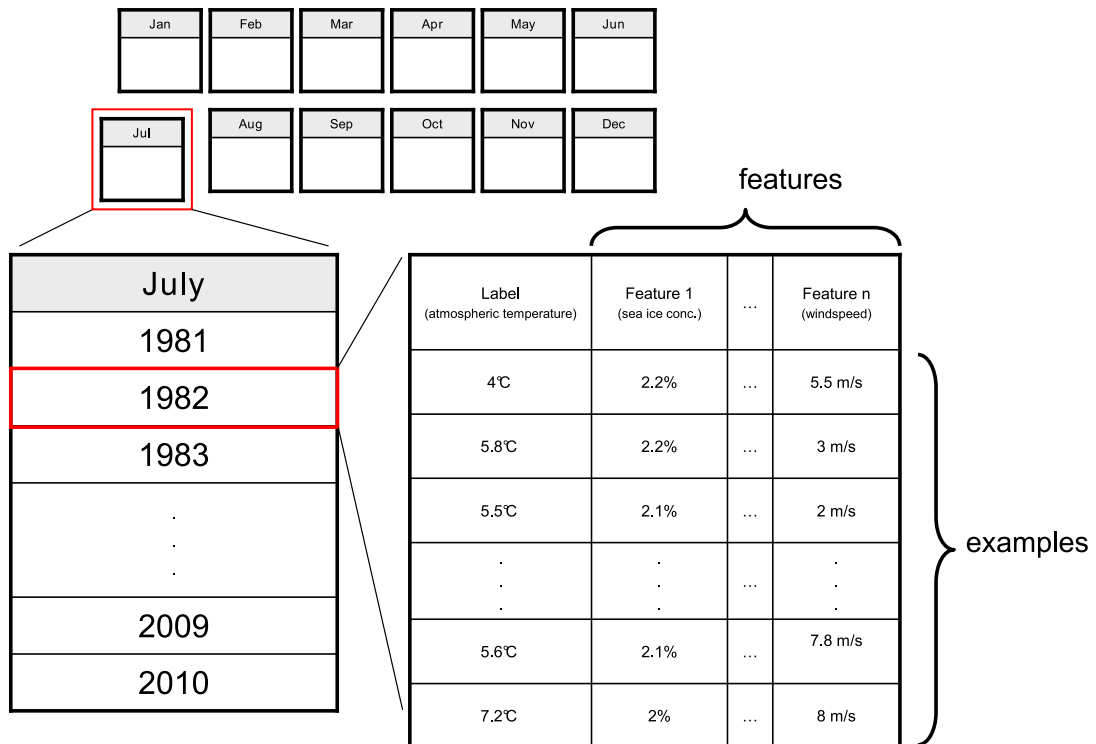 Jan Feb Mar Apr May Jun
Jul Aug Sep Oct Nov Dec
features
July
1981
1982
1983
.
.
.
2009
2010
Label Feature 1 ... Feature n
(atmospheric temperature) (sea ice conc.) (windspeed)
4°C 2.2% ... 5.5 m/s
5.8°C 2.2% ... 3 m/s
5.5°C 2.1% ... 2 m/s
. . .
. . ... .
. . .
5.6°C 2.1% ... 7.8 m/s
7.2°C 2% ... 8 m/s
examples